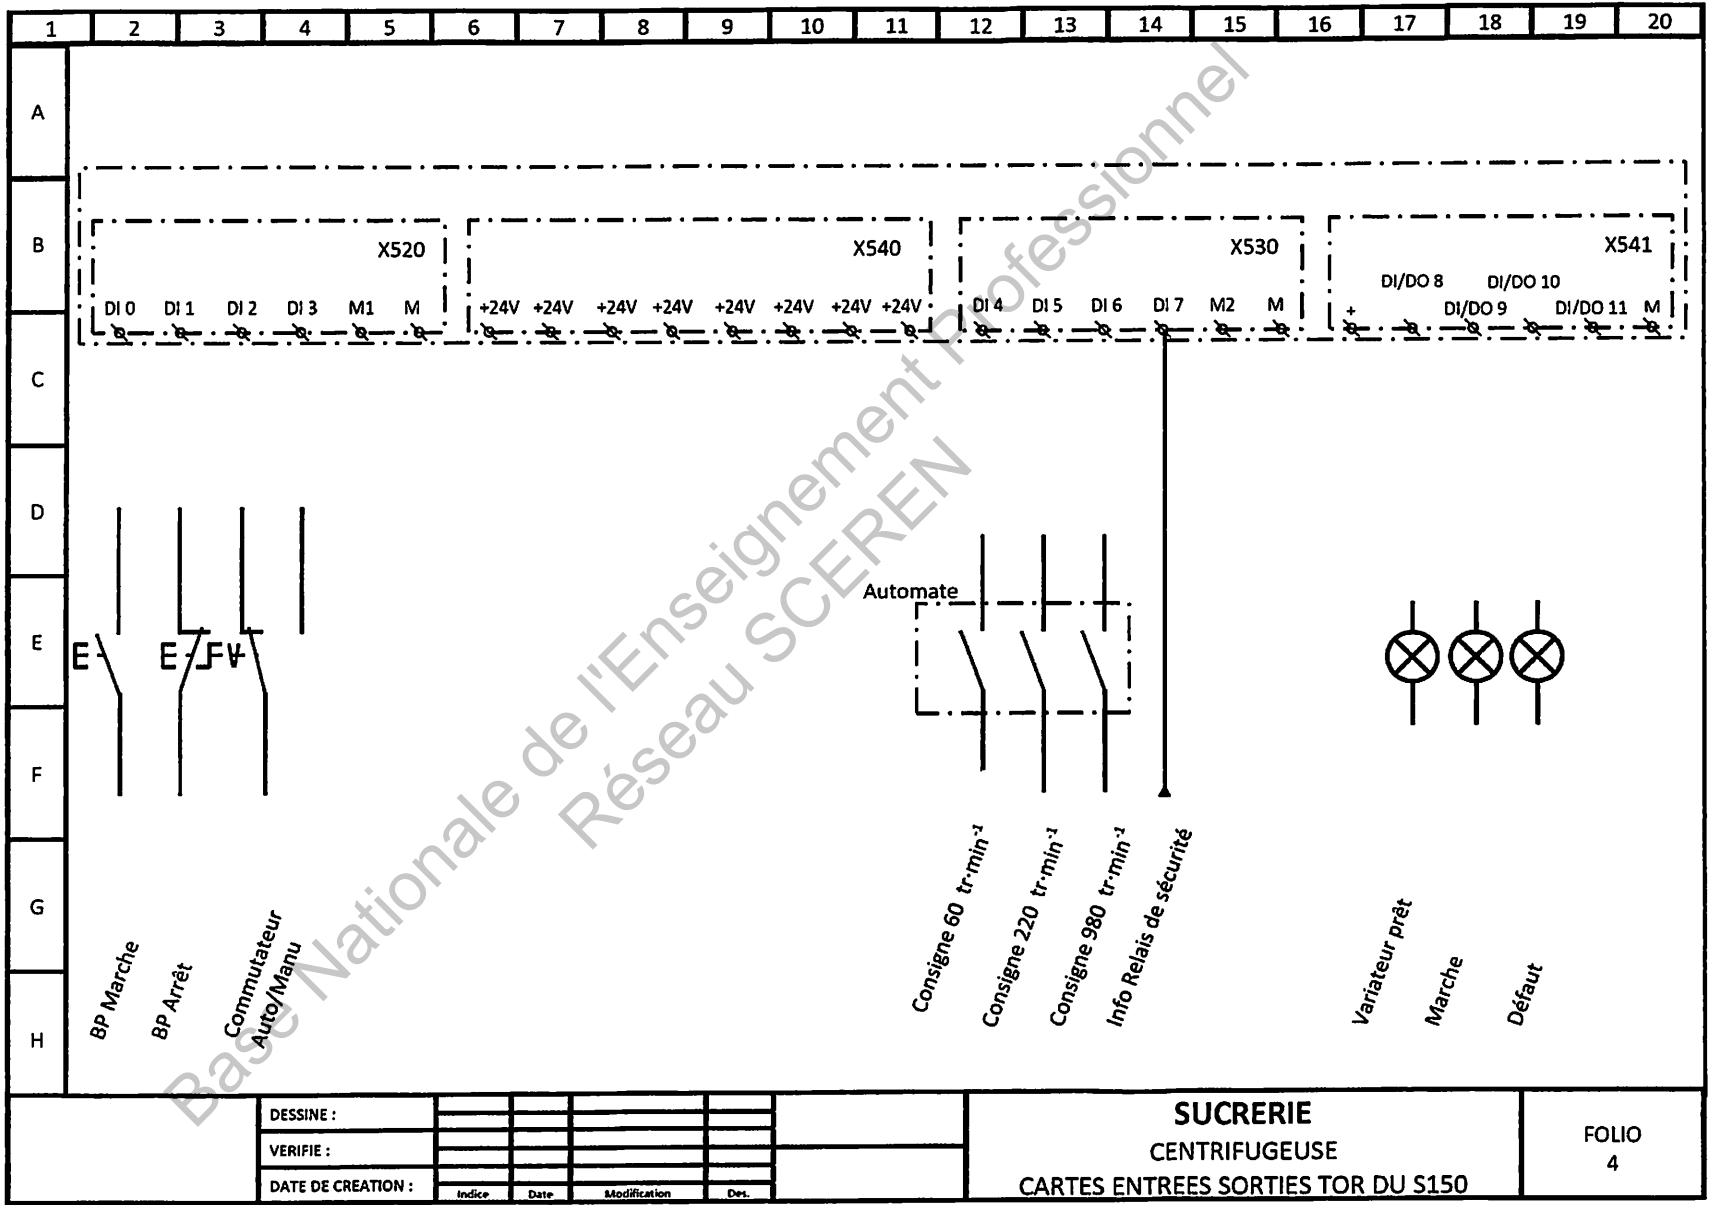 1 2 3 4 5 6 7 8 9 10 11 12 13 14 15 16 17 18 19 20
A
B
C
D
E
F
G
H
X520
DI 0 DI 1 DI 2 DI 3 M1 M
X540
+24V +24V +24V +24V +24V +24V +24V +24V
X530
DI 4 DI 5 DI 6 DI 7 M2 M
X541
DI/DO 8 DI/DO 10
+ DI/DO 9 DI/DO 11 M
Automate
BP Marche
BP Arrêt
Commutateur
Auto/Manu
Consigne 60 tr·min⁻¹
Consigne 220 tr·min⁻¹
Consigne 980 tr·min⁻¹
Info Relais de sécurité
Variateur prêt
Marche
Défaut
Base Nationale de l'Enseignement Professionnel
Réseau SCEREN
DESSINE :
VERIFIE :
DATE DE CREATION :
Indice Date Modification Des.
SUCRERIE
CENTRIFUGEUSE
CARTES ENTREES SORTIES TOR DU S150
FOLIO
4